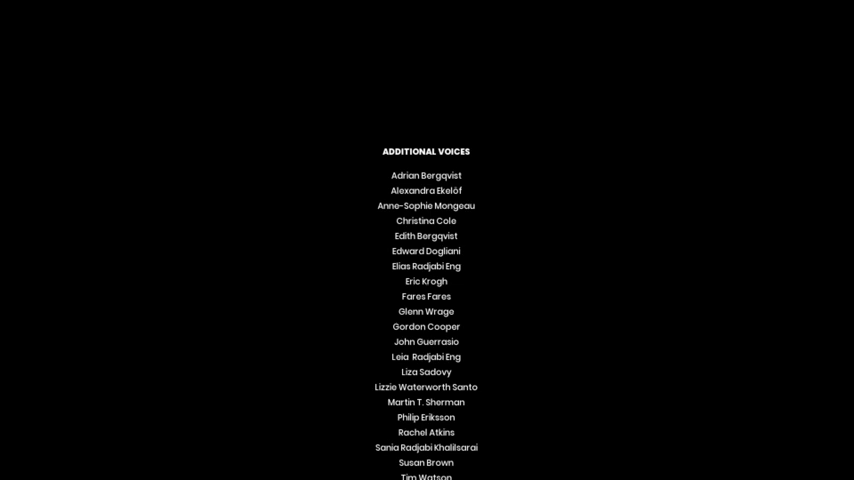 ADDITIONAL VOICES
Adrian Bergqvist
Alexandra Ekelöf
Anne-Sophie Mongeau
Christina Cole
Edith Bergqvist
Edward Dogliani
Elias Radjabi Eng
Eric Krogh
Fares Fares
Glenn Wrage
Gordon Cooper
John Guerrasio
Leia Radjabi Eng
Liza Sadovy
Lizzie Waterworth Santo
Martin T. Sherman
Philip Eriksson
Rachel Atkins
Sania Radjabi Khalilsarai
Susan Brown
Tim Watson